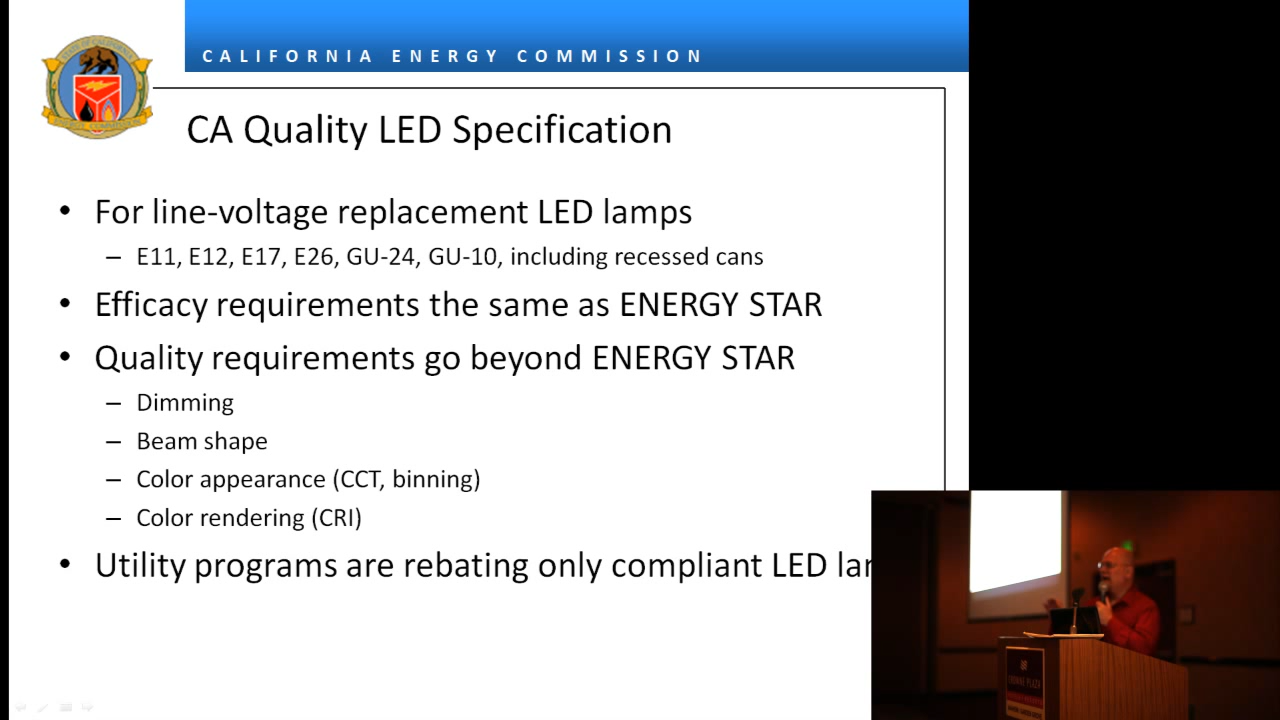 CALIFORNIA ENERGY COMMISSION
CA Quality LED Specification
• For line-voltage replacement LED lamps
– E11, E12, E17, E26, GU-24, GU-10, including recessed cans
• Efficacy requirements the same as ENERGY STAR
• Quality requirements go beyond ENERGY STAR
– Dimming
– Beam shape
– Color appearance (CCT, binning)
– Color rendering (CRI)
• Utility programs are rebating only compliant LED
CROWNE PLAZA